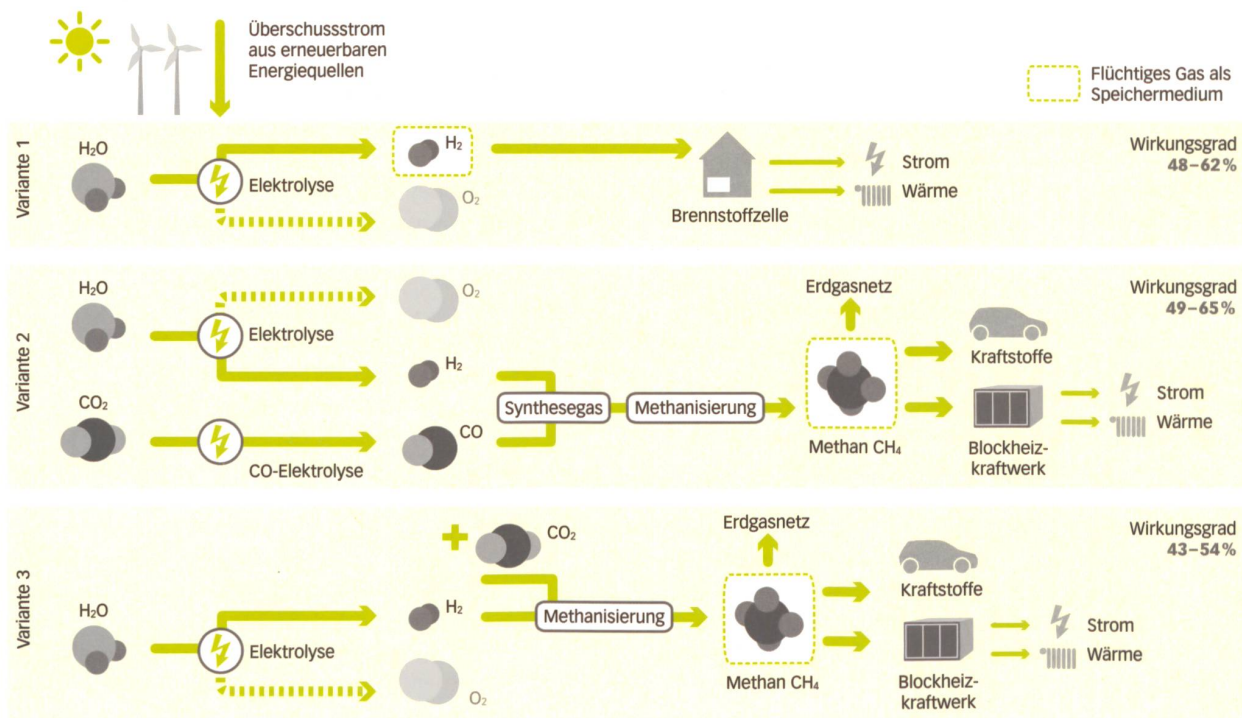 Überschussstrom
aus erneuerbaren
Energiequellen
Flüchtiges Gas als
Speichermedium
Variante 1
H₂O
Elektrolyse
H₂
O₂
Brennstoffzelle
Strom
Wärme
Wirkungsgrad
48–62%
Variante 2
H₂O
Elektrolyse
O₂
H₂
CO₂
CO-Elektrolyse
CO
Synthesegas
Methanisierung
Erdgasnetz
Methan CH₄
Kraftstoffe
Blockheiz-
kraftwerk
Strom
Wärme
Wirkungsgrad
49–65%
Variante 3
H₂O
Elektrolyse
+
CO₂
H₂
O₂
Methanisierung
Erdgasnetz
Methan CH₄
Kraftstoffe
Blockheiz-
kraftwerk
Strom
Wärme
Wirkungsgrad
43–54%